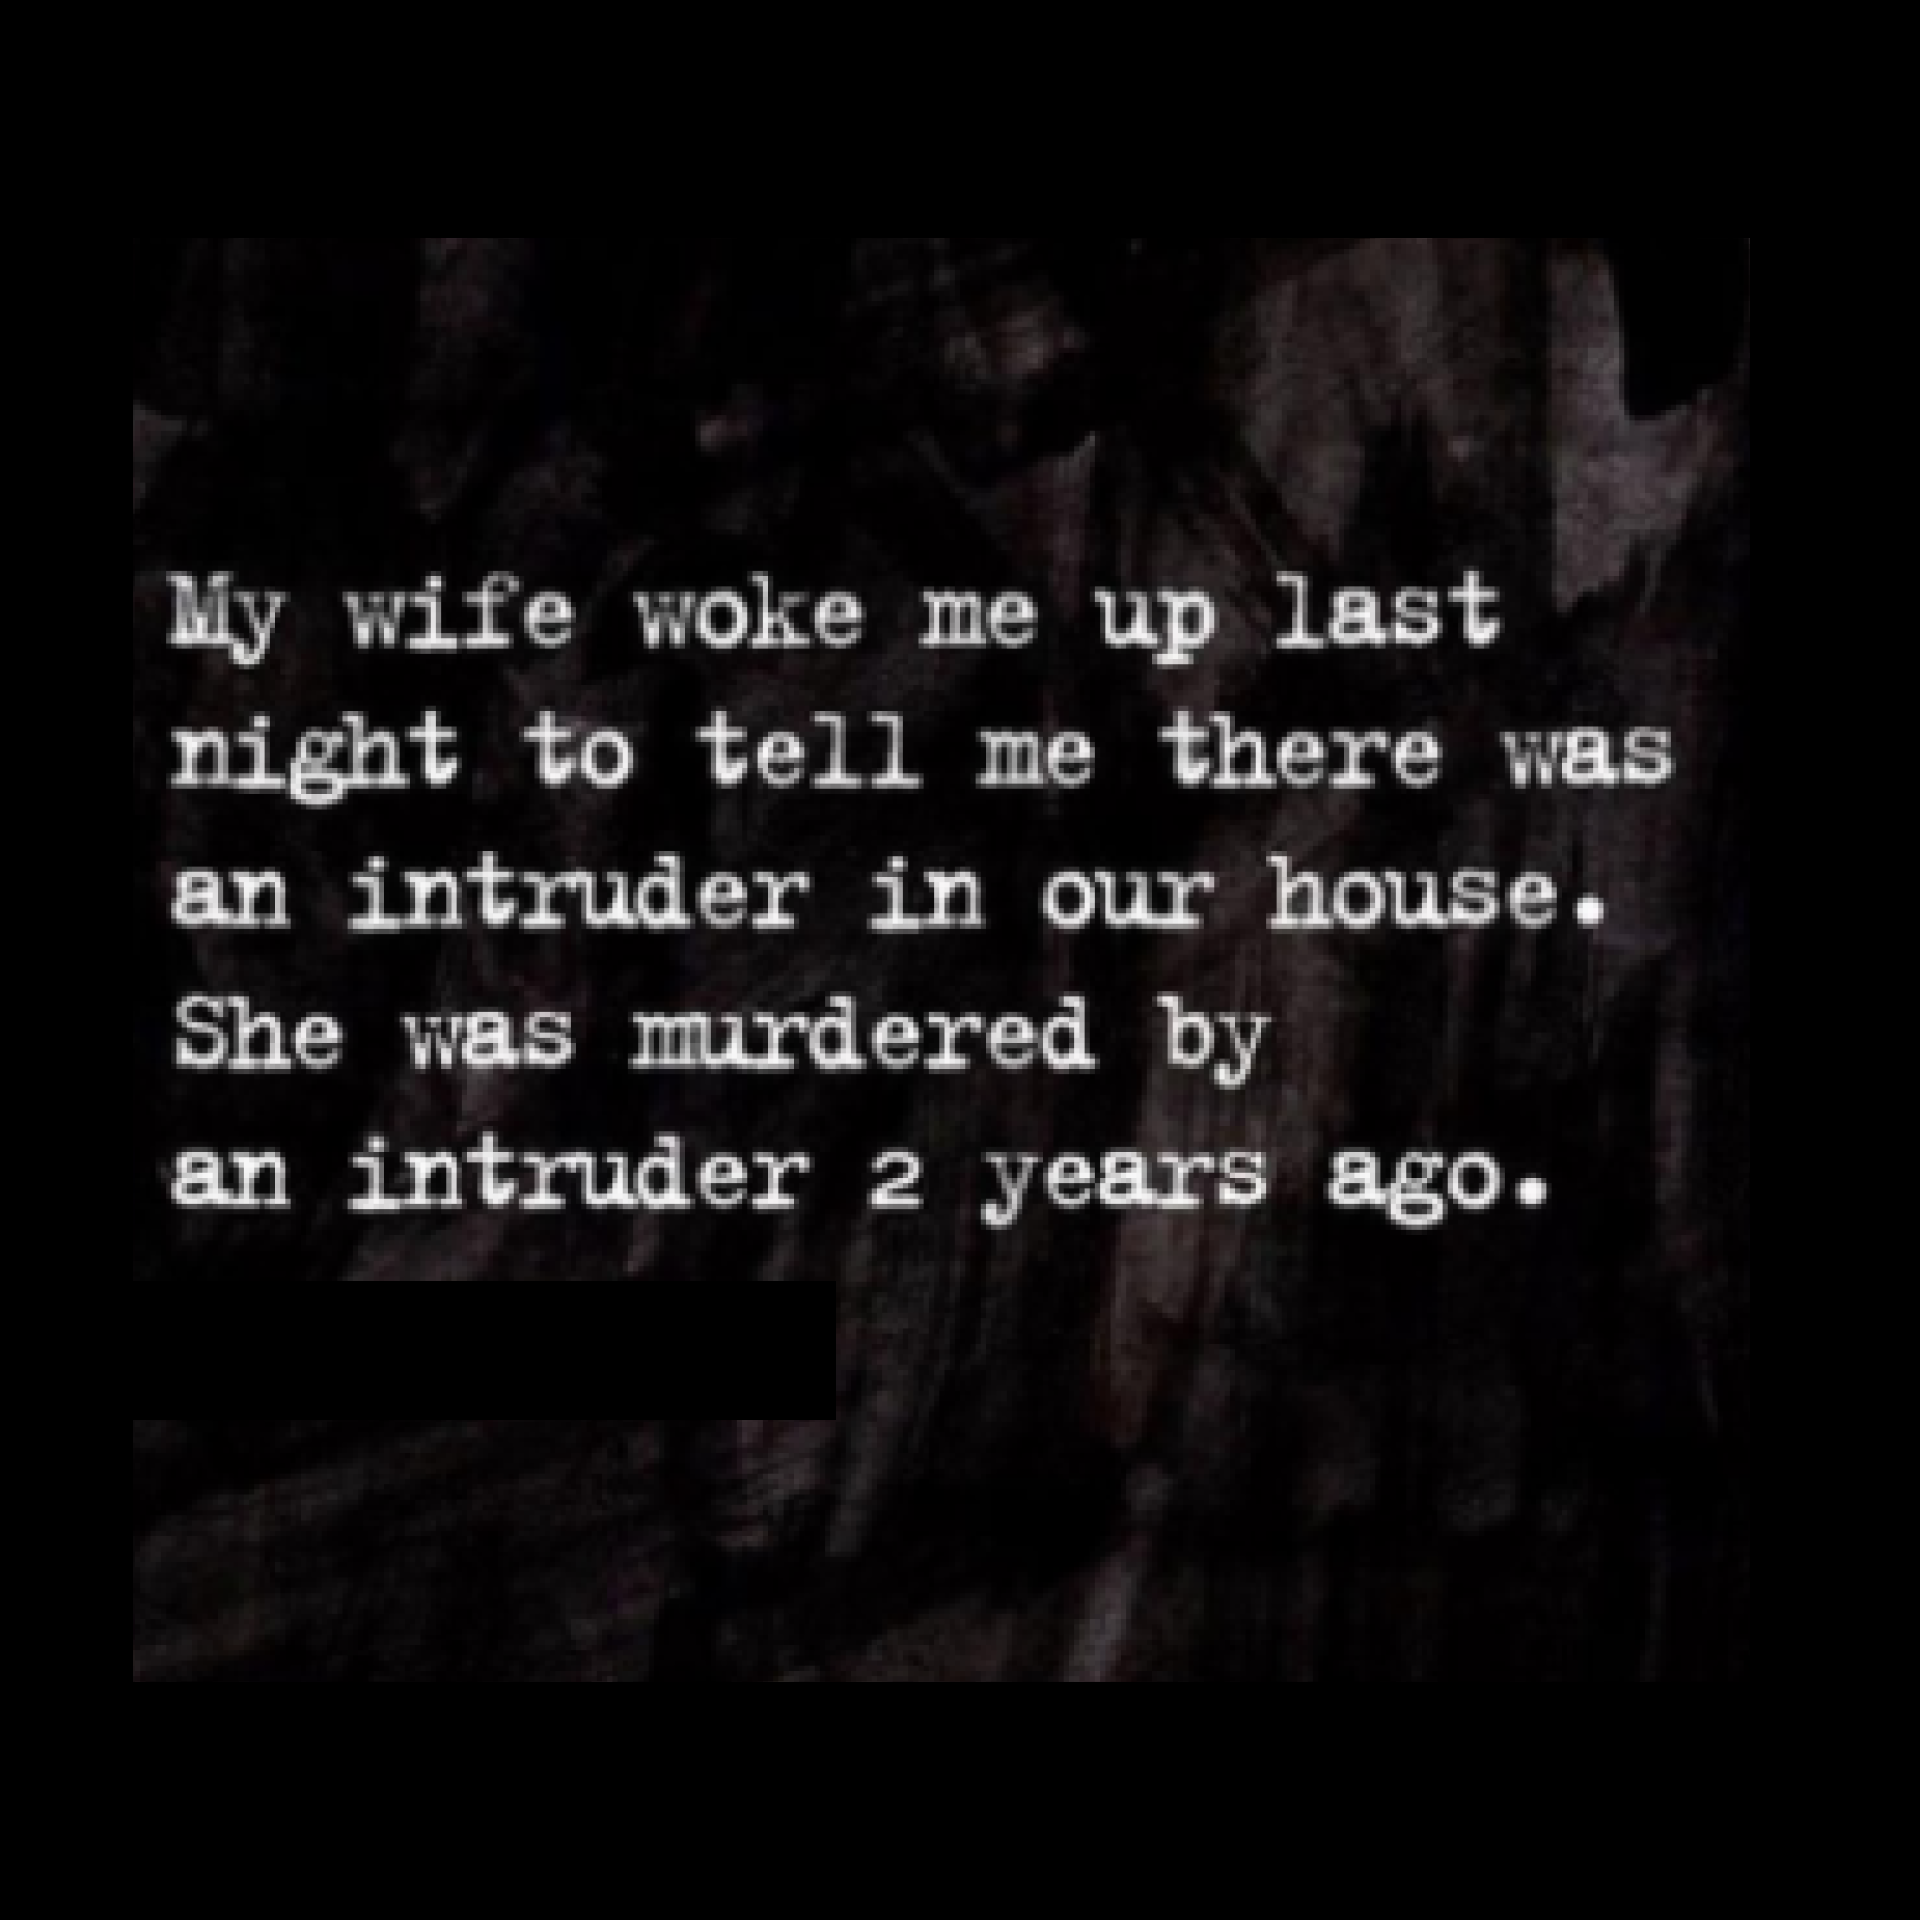 My wife woke me up last
night to tell me there was
an intruder in our house.
She was murdered by
an intruder 2 years ago.